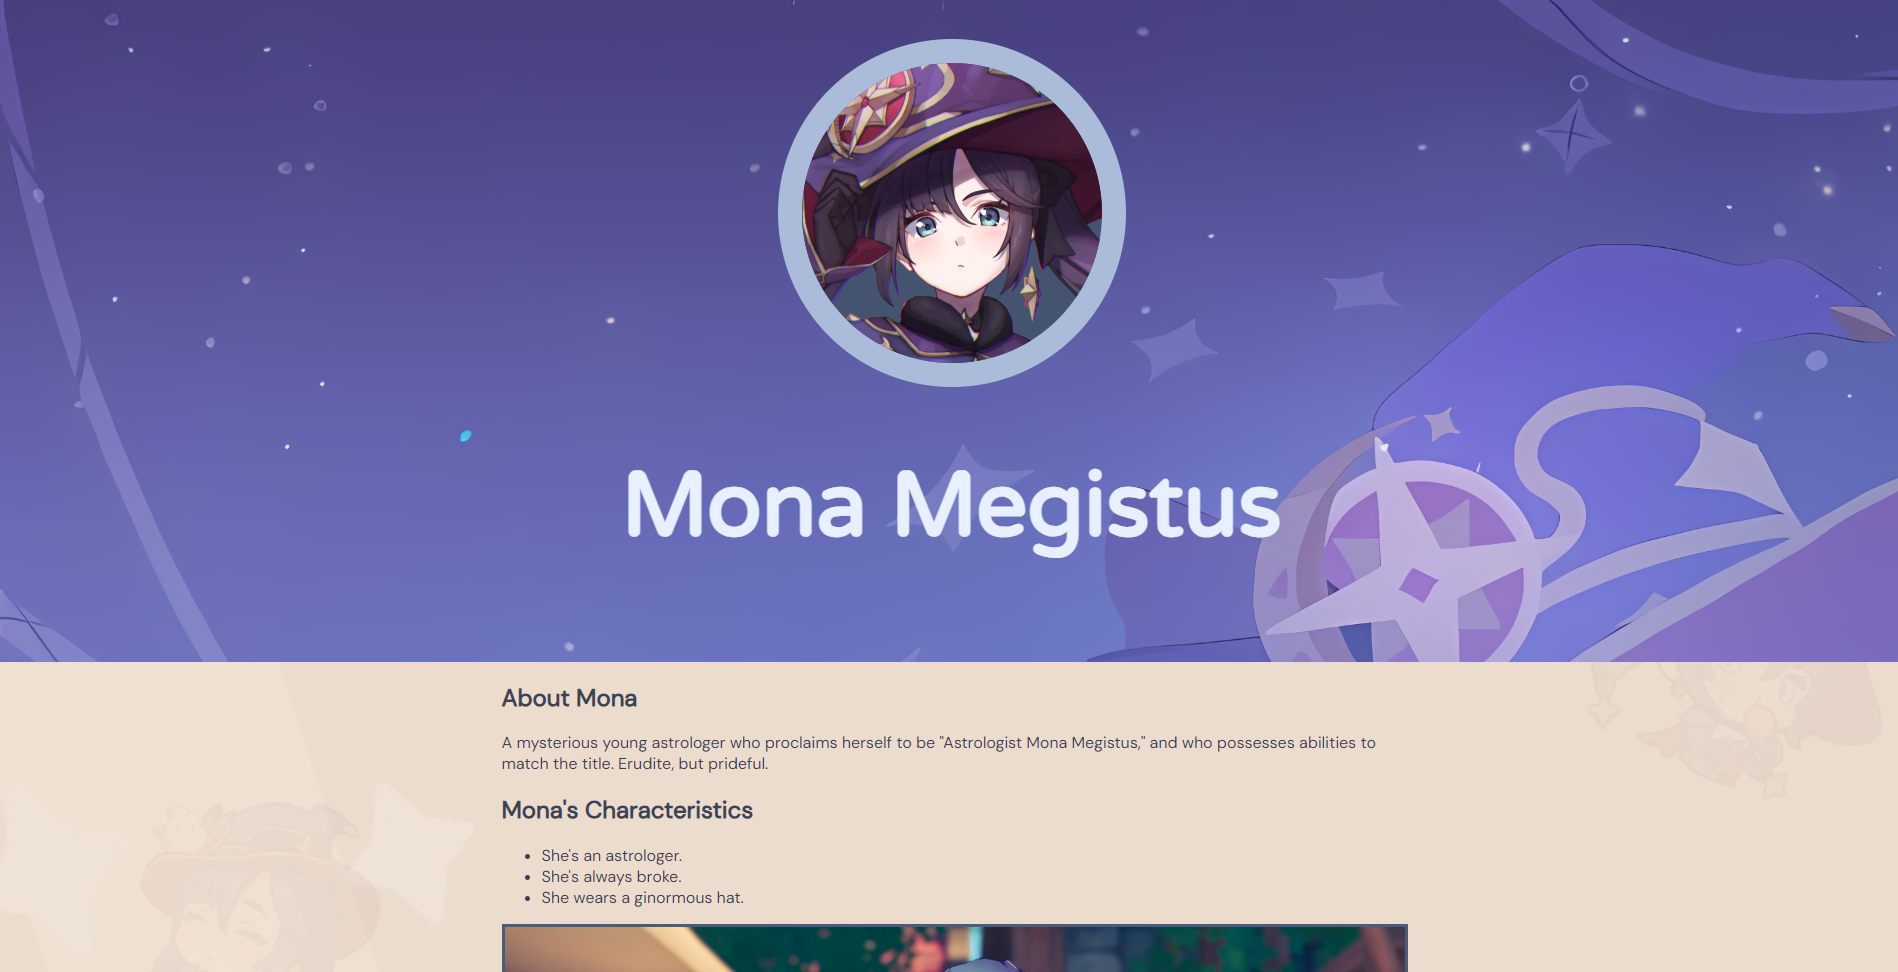 Mona Megistus
About Mona
A mysterious young astrologer who proclaims herself to be "Astrologist Mona Megistus," and who possesses abilities to
match the title. Erudite, but prideful.
Mona's Characteristics
• She's an astrologer.
• She's always broke.
• She wears a ginormous hat.